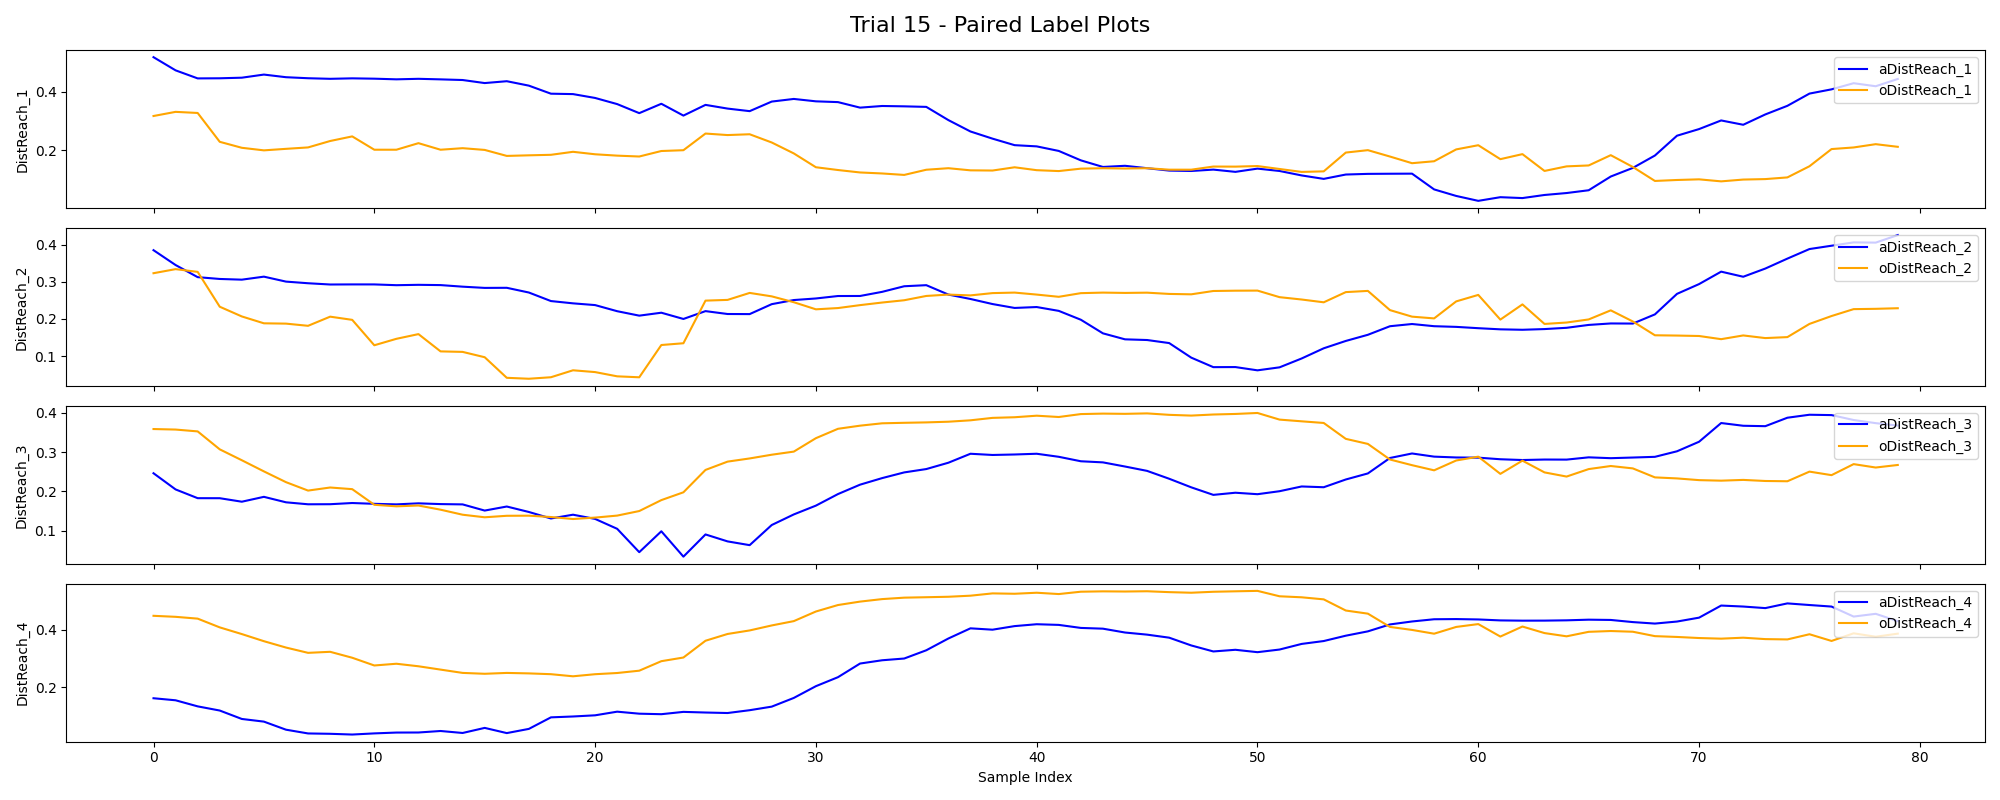 Trial 15 - Paired Label Plots
DistReach_1
0.4
0.2
aDistReach_1
oDistReach_1
DistReach_2
0.4
0.3
0.2
0.1
aDistReach_2
oDistReach_2
DistReach_3
0.4
0.3
0.2
0.1
aDistReach_3
oDistReach_3
DistReach_4
0.4
0.2
aDistReach_4
oDistReach_4
0 10 20 30 40 50 60 70 80
Sample Index